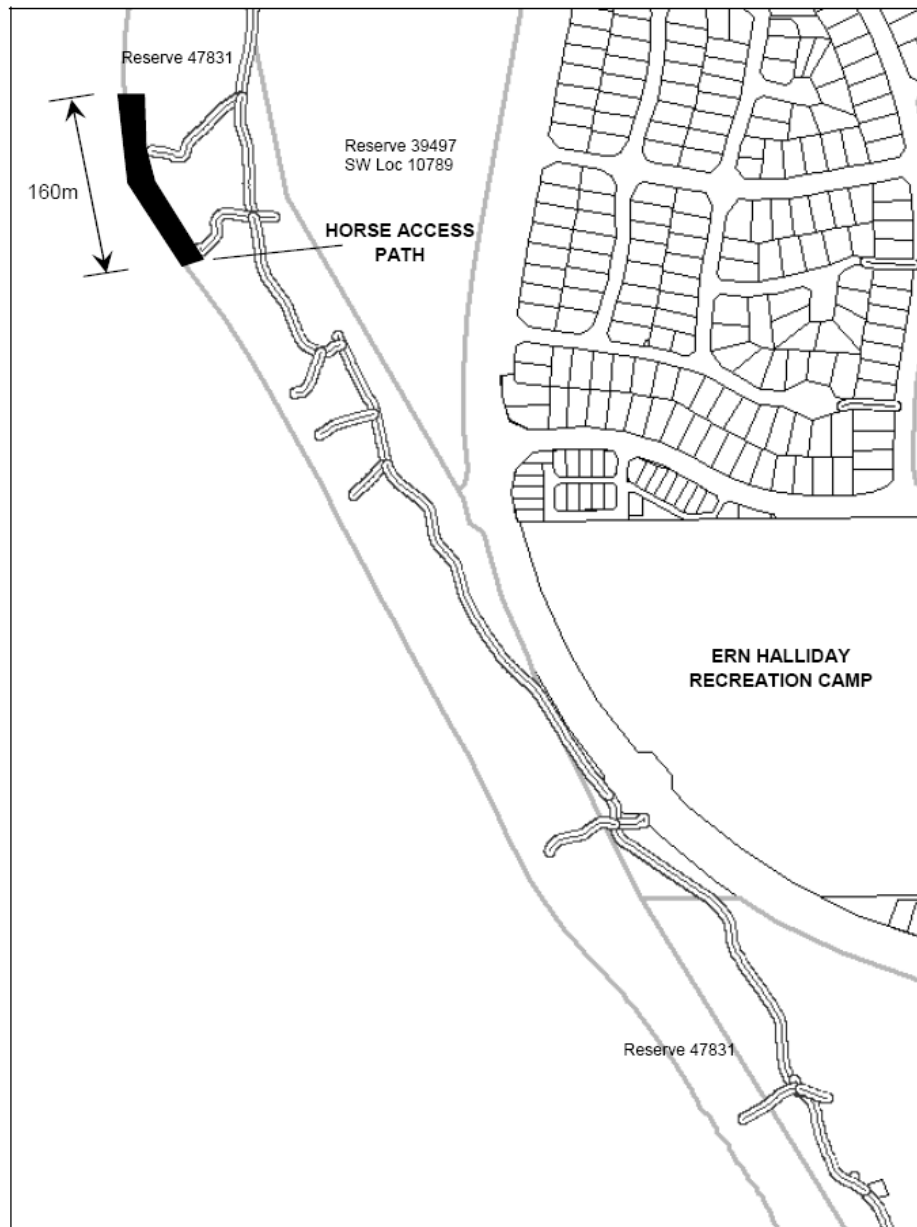 Reserve 47831
Reserve 39497
SW Loc 10789
160m
HORSE ACCESS
PATH
ERN HALLIDAY
RECREATION CAMP
Reserve 47831